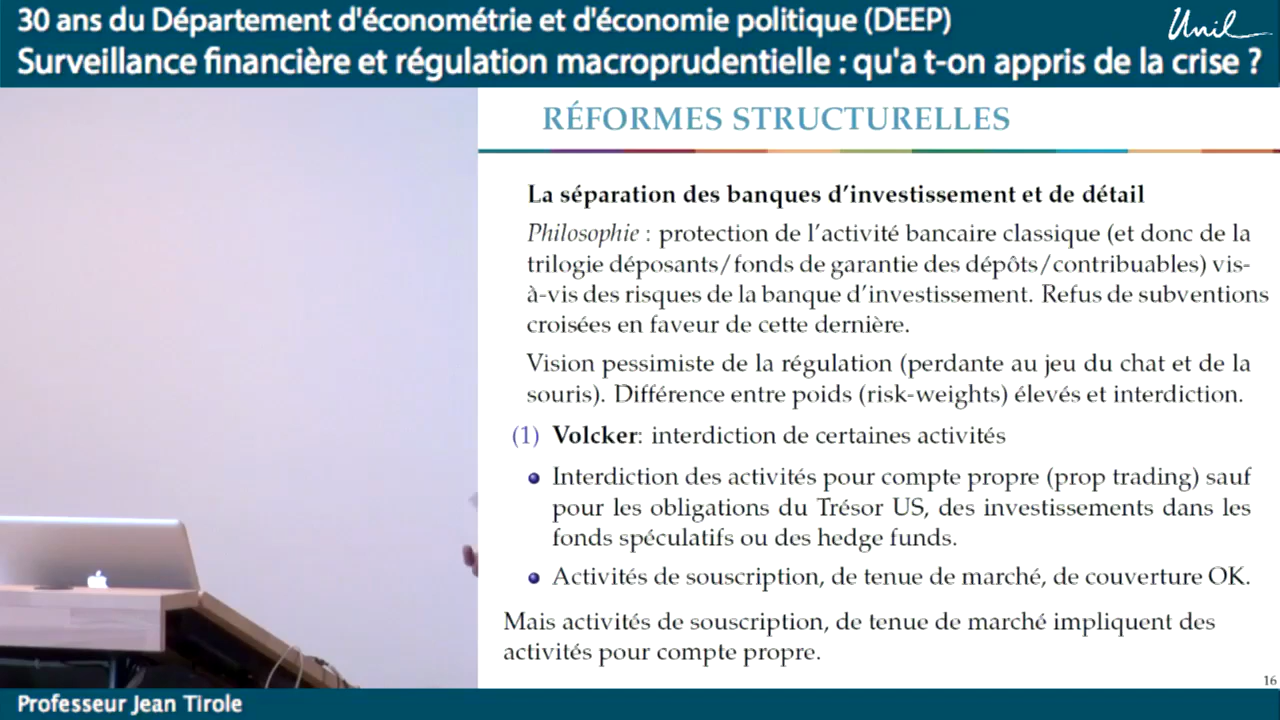 30 ans du Département d'économétrie et d'économie politique (DEEP)
Unil
Surveillance financière et régulation macroprudentielle : qu'a t-on appris de la crise ?
RÉFORMES STRUCTURELLES
La séparation des banques d'investissement et de détail
Philosophie : protection de l'activité bancaire classique (et donc de la
trilogie déposants/fonds de garantie des dépôts/contribuables) vis-
à-vis des risques de la banque d'investissement. Refus de subventions
croisées en faveur de cette dernière.
Vision pessimiste de la régulation (perdante au jeu du chat et de la
souris). Différence entre poids (risk-weights) élevés et interdiction.
(1) Volcker: interdiction de certaines activités
• Interdiction des activités pour compte propre (prop trading) sauf
pour les obligations du Trésor US, des investissements dans les
fonds spéculatifs ou des hedge funds.
• Activités de souscription, de tenue de marché, de couverture OK.
Mais activités de souscription, de tenue de marché impliquent des
activités pour compte propre.
16
Professeur Jean Tirole